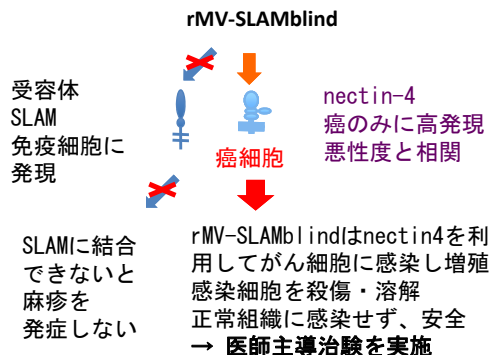 rMV-SLAMblind
受容体
SLAM
免疫細胞に
発現
nectin-4
癌のみに高発現
悪性度と相関
癌細胞
SLAMに結合
できないと
麻疹を
発症しない
rMV-SLAMblindはnectin4を利
用してがん細胞に感染し増殖
感染細胞を殺傷・溶解
正常組織に感染せず、安全
→ 医師主導治験を実施